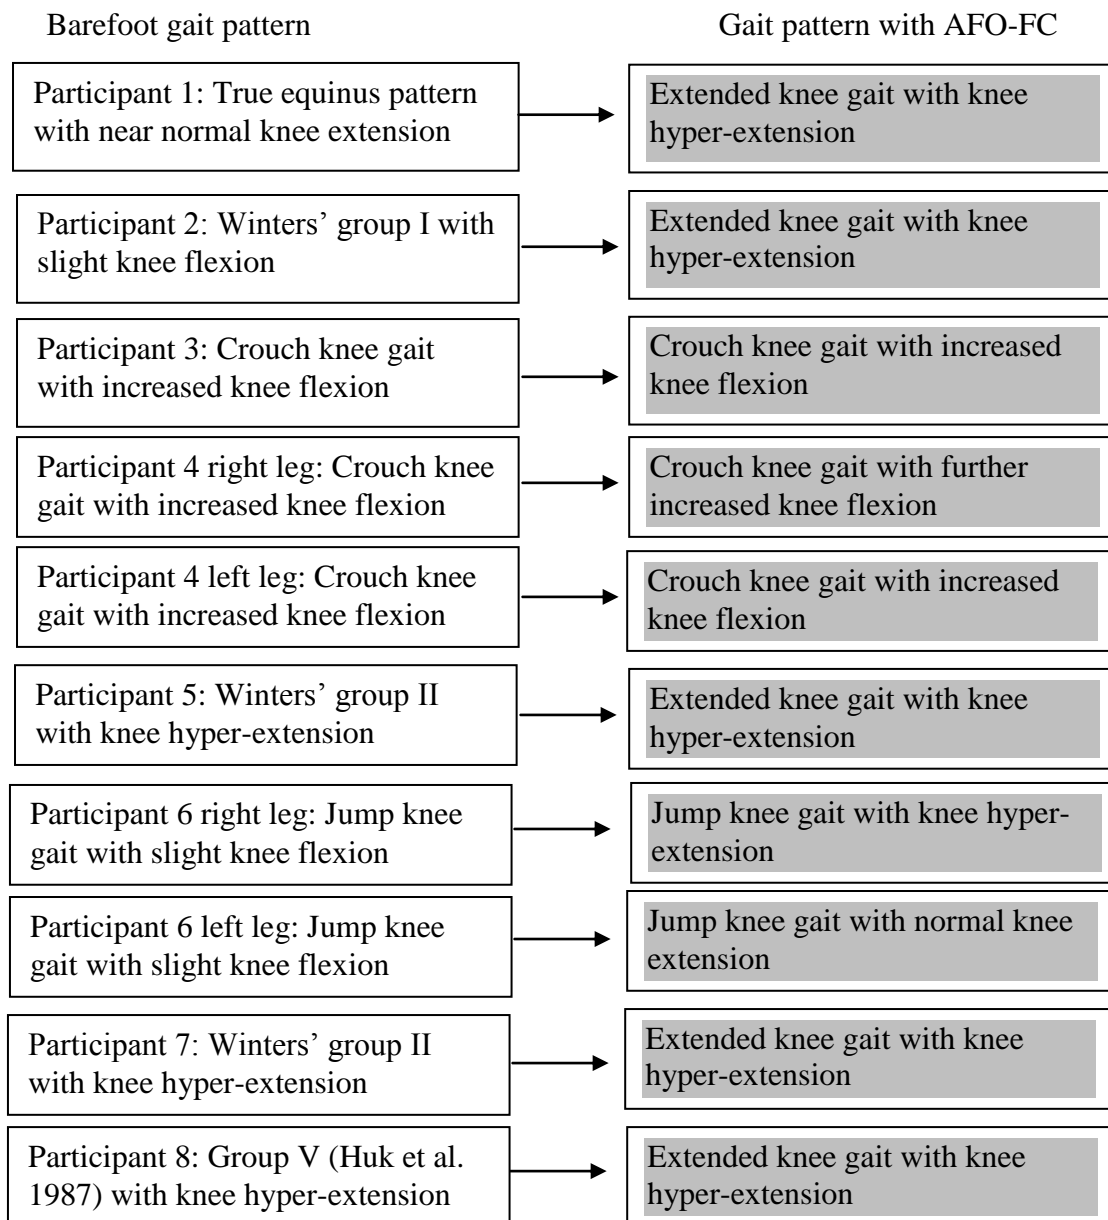 Barefoot gait pattern
Gait pattern with AFO-FC
Participant 1: True equinus pattern
with near normal knee extension
Extended knee gait with knee
hyper-extension
Participant 2: Winters’ group I with
slight knee flexion
Extended knee gait with knee
hyper-extension
Participant 3: Crouch knee gait
with increased knee flexion
Crouch knee gait with increased
knee flexion
Participant 4 right leg: Crouch knee
gait with increased knee flexion
Crouch knee gait with further
increased knee flexion
Participant 4 left leg: Crouch knee
gait with increased knee flexion
Crouch knee gait with increased
knee flexion
Participant 5: Winters’ group II
with knee hyper-extension
Extended knee gait with knee
hyper-extension
Participant 6 right leg: Jump knee
gait with slight knee flexion
Jump knee gait with knee hyper-
extension
Participant 6 left leg: Jump knee
gait with slight knee flexion
Jump knee gait with normal knee
extension
Participant 7: Winters’ group II
with knee hyper-extension
Extended knee gait with knee
hyper-extension
Participant 8: Group V (Huk et al.
1987) with knee hyper-extension
Extended knee gait with knee
hyper-extension